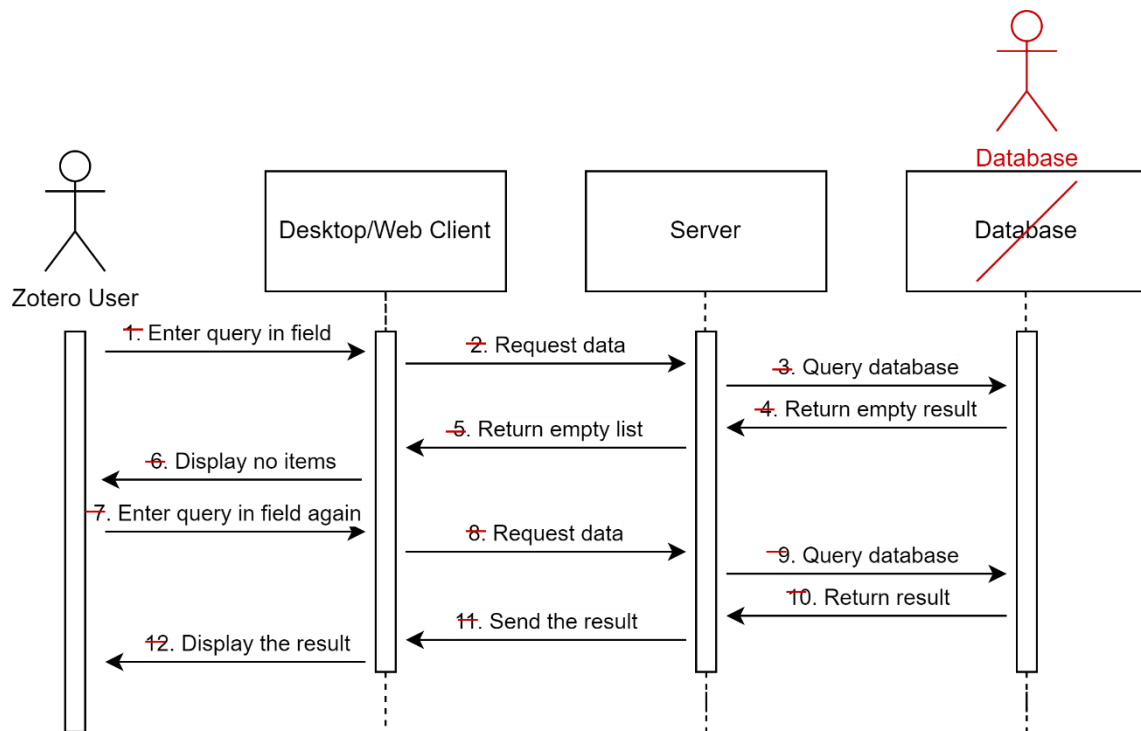 Database
Desktop/Web Client
Server
Database
Zotero User
1. Enter query in field
2. Request data
3. Query database
4. Return empty result
5. Return empty list
6. Display no items
7. Enter query in field again
8. Request data
9. Query database
10. Return result
11. Send the result
12. Display the result